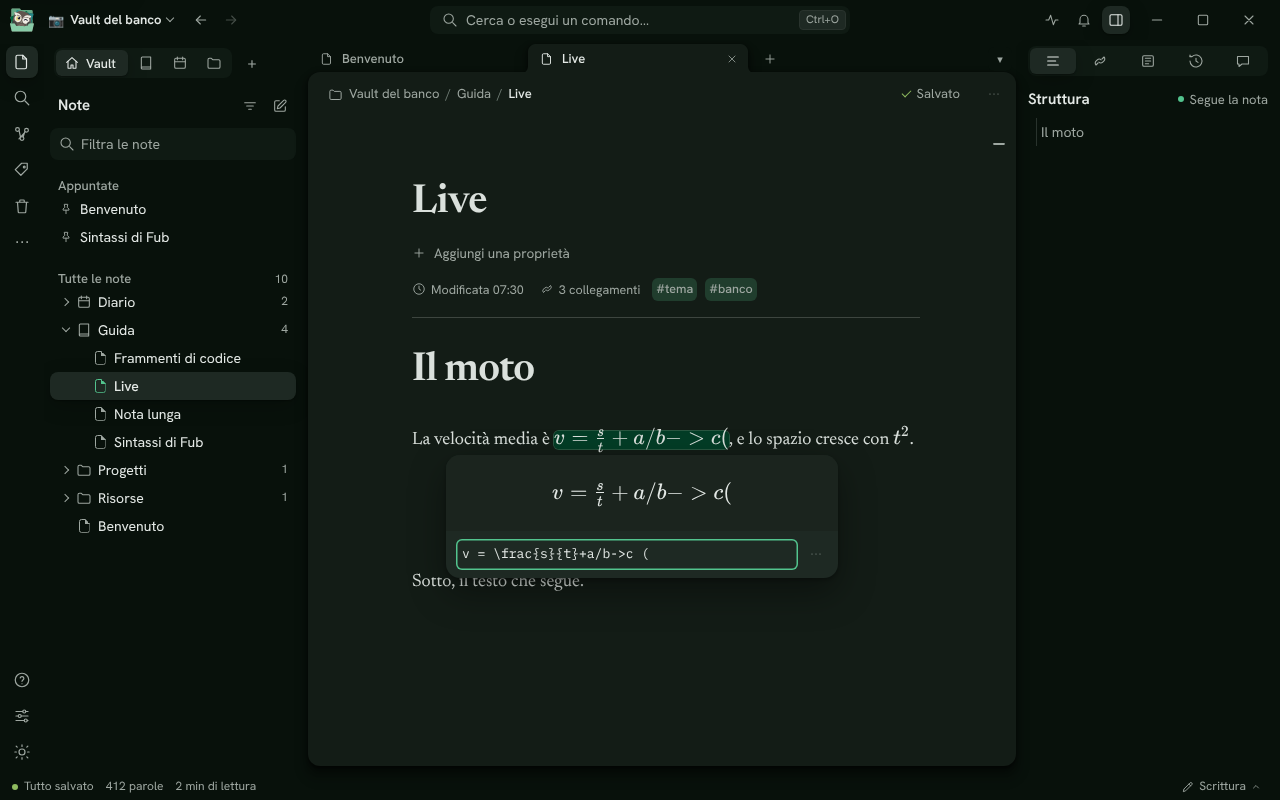 Vault del banco
Cerca o esegui un comando…
Ctrl+O
Vault
Benvenuto
Live
Note
Filtra le note
Appuntate
Benvenuto
Sintassi di Fub
Tutte le note 10
Diario 2
Guida 4
Frammenti di codice
Live
Nota lunga
Sintassi di Fub
Progetti 1
Risorse 1
Benvenuto
Vault del banco / Guida / Live
Salvato
Live
Aggiungi una proprietà
Modificata 07:30 3 collegamenti #tema #banco
Il moto
La velocità media è v = s/t + a/b− > c(, e lo spazio cresce con t².
v = s/t + a/b− > c(
v = \frac{s}{t}+a/b->c (
Sotto, il testo che segue.
Struttura
Segue la nota
Il moto
Tutto salvato 412 parole 2 min di lettura
Scrittura